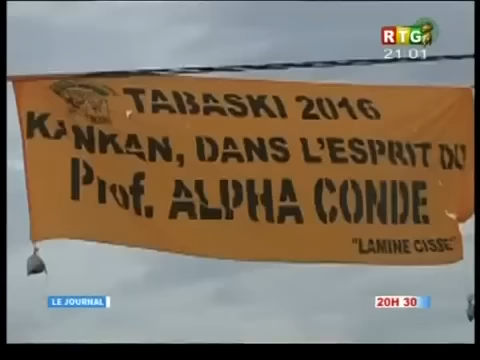 RTG
21:01
TABASKI 2016
KANKAN, DANS L'ESPRIT DU
Prof. ALPHA CONDE
"LAMINE CISSE"
LE JOURNAL
20H 30